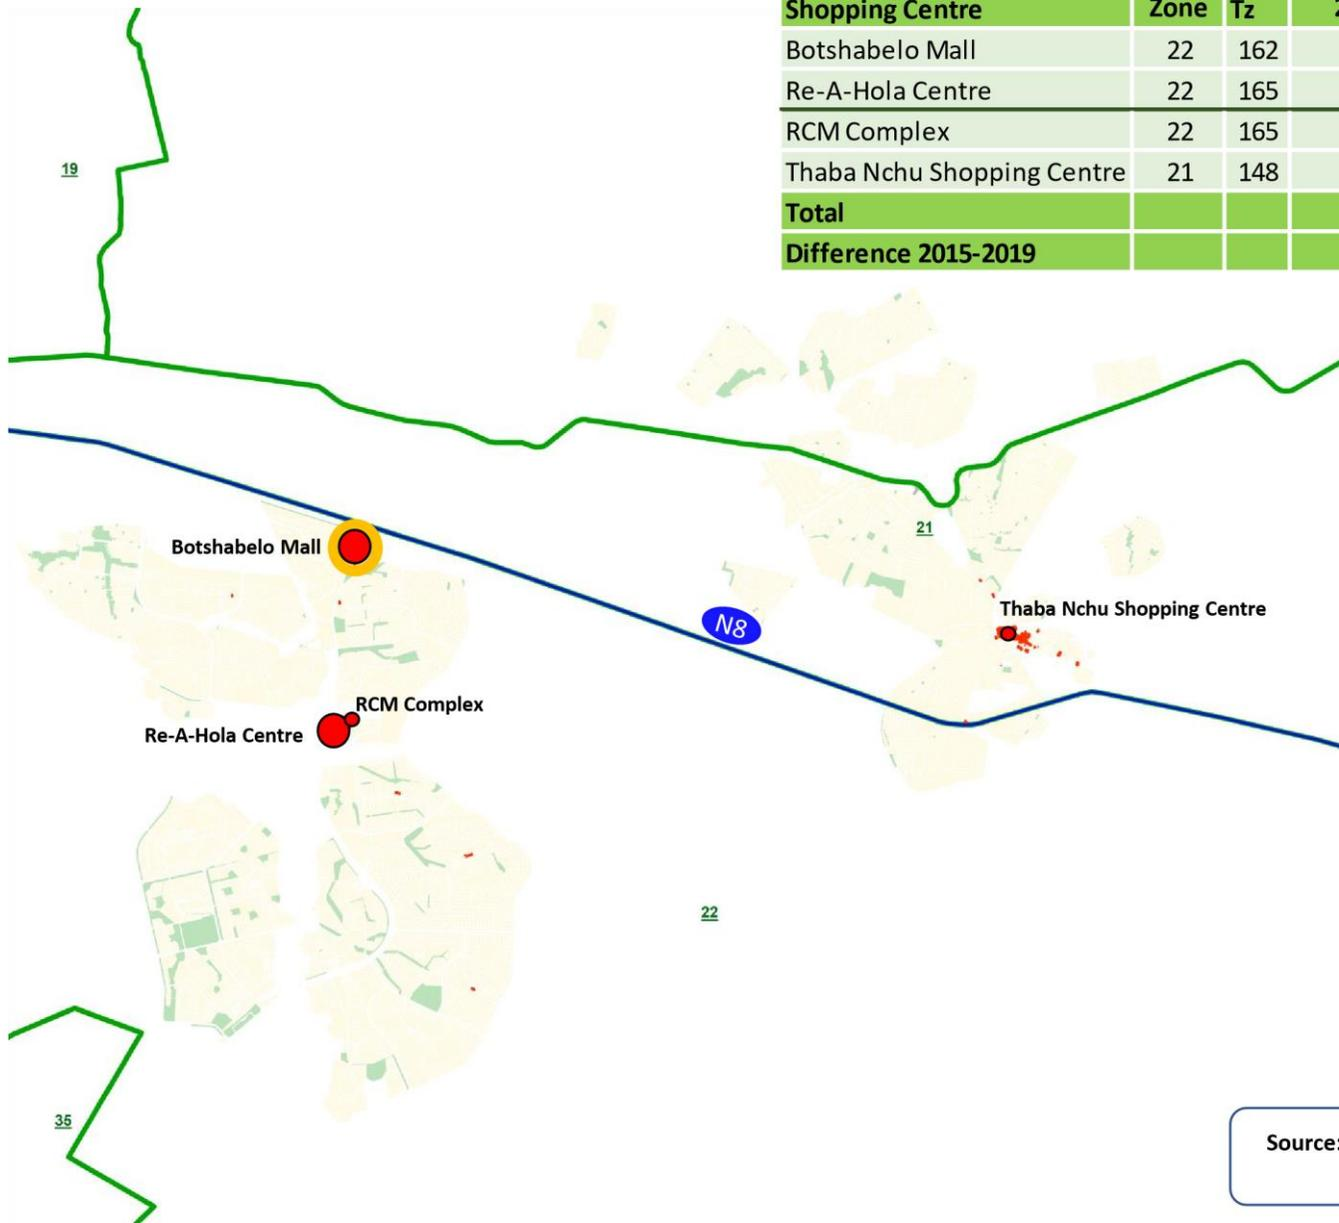 Shopping Centre Zone Tz
Botshabelo Mall 22 162
Re-A-Hola Centre 22 165
RCM Complex 22 165
Thaba Nchu Shopping Centre 21 148
Total
Difference 2015-2019
19
21
Botshabelo Mall
Thaba Nchu Shopping Centre
N8
RCM Complex
Re-A-Hola Centre
22
35
Source: